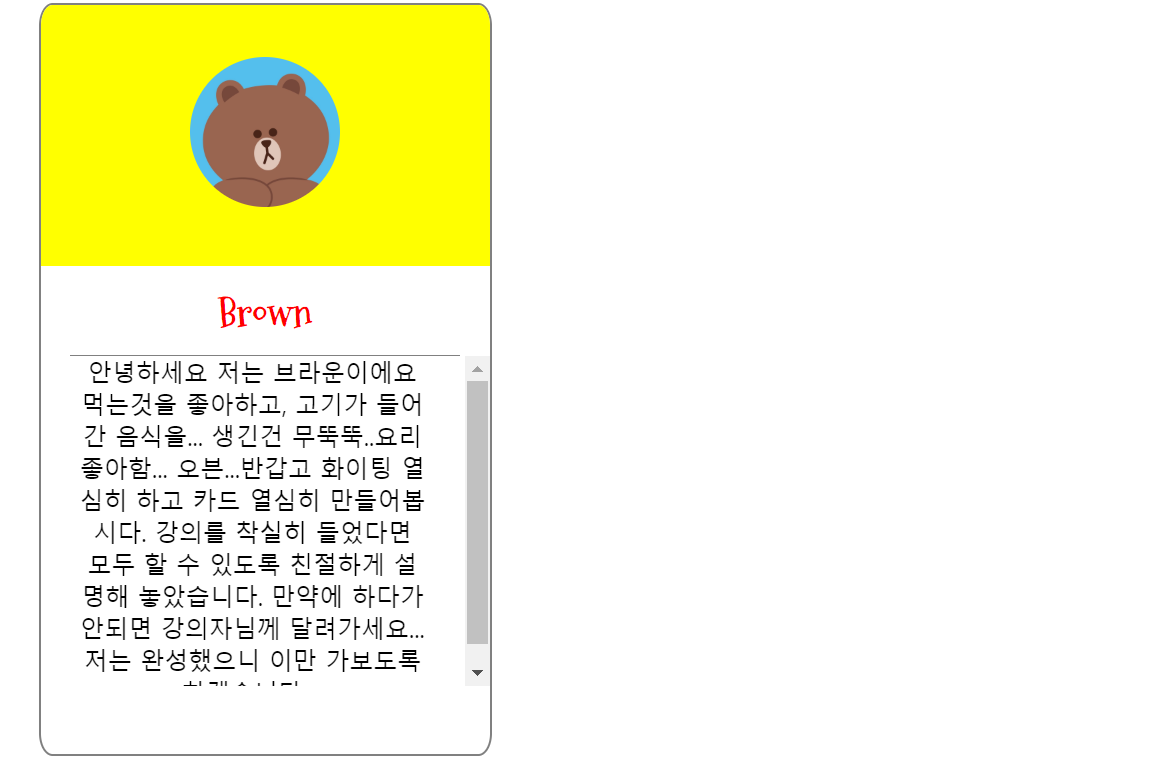 Brown
안녕하세요 저는 브라운이에요
먹는것을 좋아하고, 고기가 들어
간 음식을... 생긴건 무뚝뚝..요리
좋아함... 오븐...반갑고 화이팅 열
심히 하고 카드 열심히 만들어봅
시다. 강의를 착실히 들었다면
모두 할 수 있도록 친절하게 설
명해 놓았습니다. 만약에 하다가
안되면 강의자님께 달려가세요...
저는 완성했으니 이만 가보도록